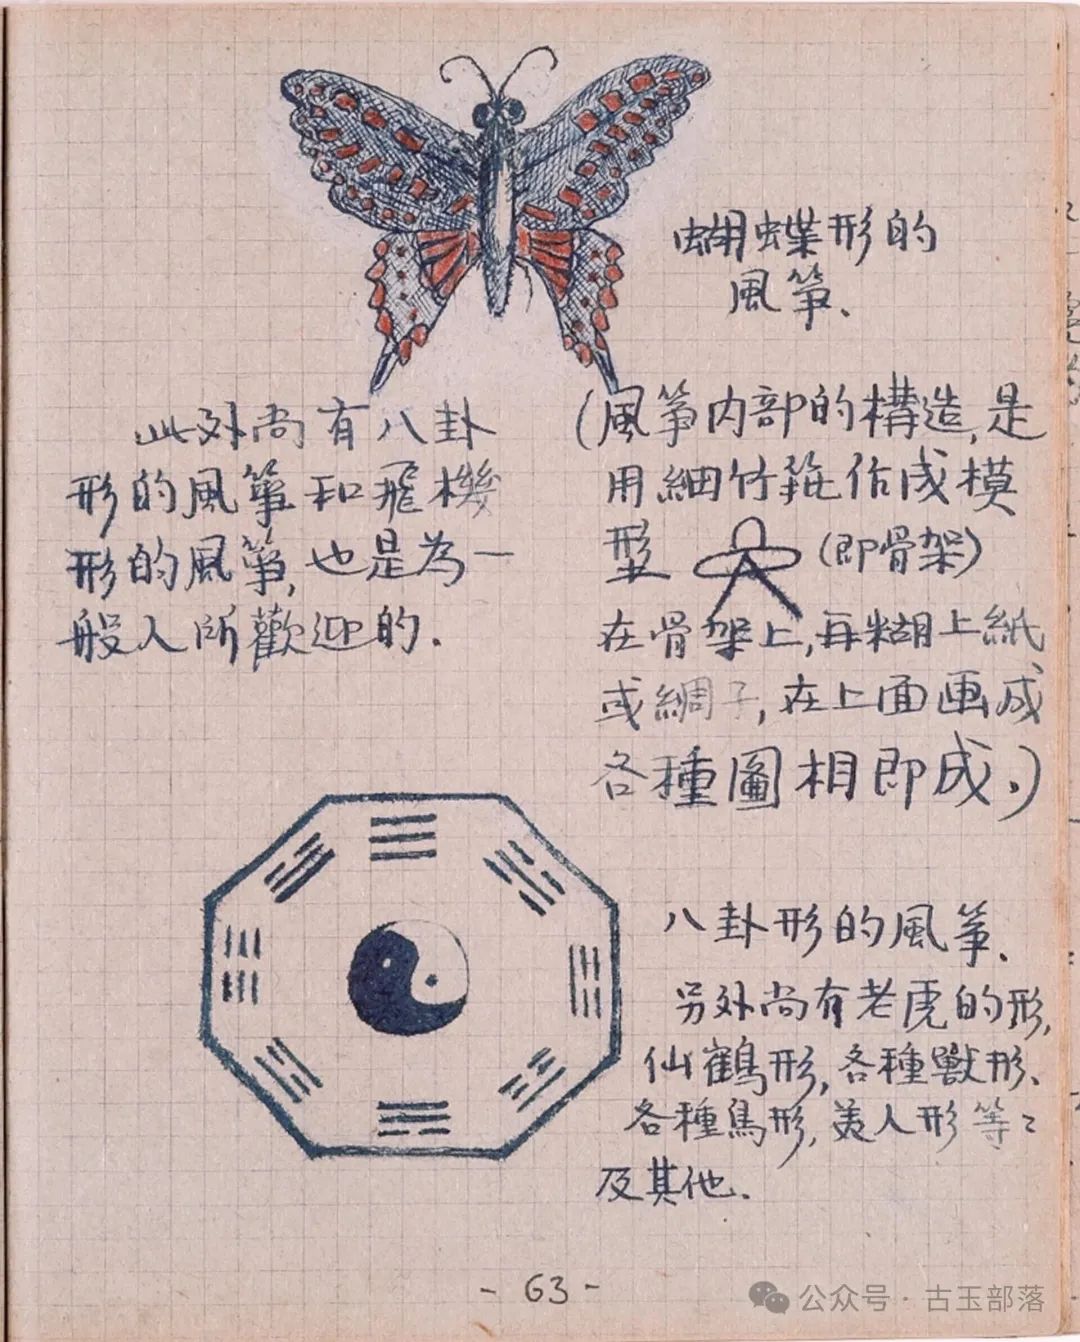 蝴蝶形的
風箏.
此外尚有八卦
形的風箏和飛機
形的風箏,也是為一
般人所歡迎的.
(風箏內部的構造,是
用細竹箍作成模
型 (即骨架)
在骨架上,再糊上紙
或綢子,在上面画成
各種圖相即成.)
八卦形的風箏.
另外尚有老虎的形,
仙鶴形,各種獸形、
各種鳥形,美人形等〻
及其他.
-63-
公众号·古玉部落